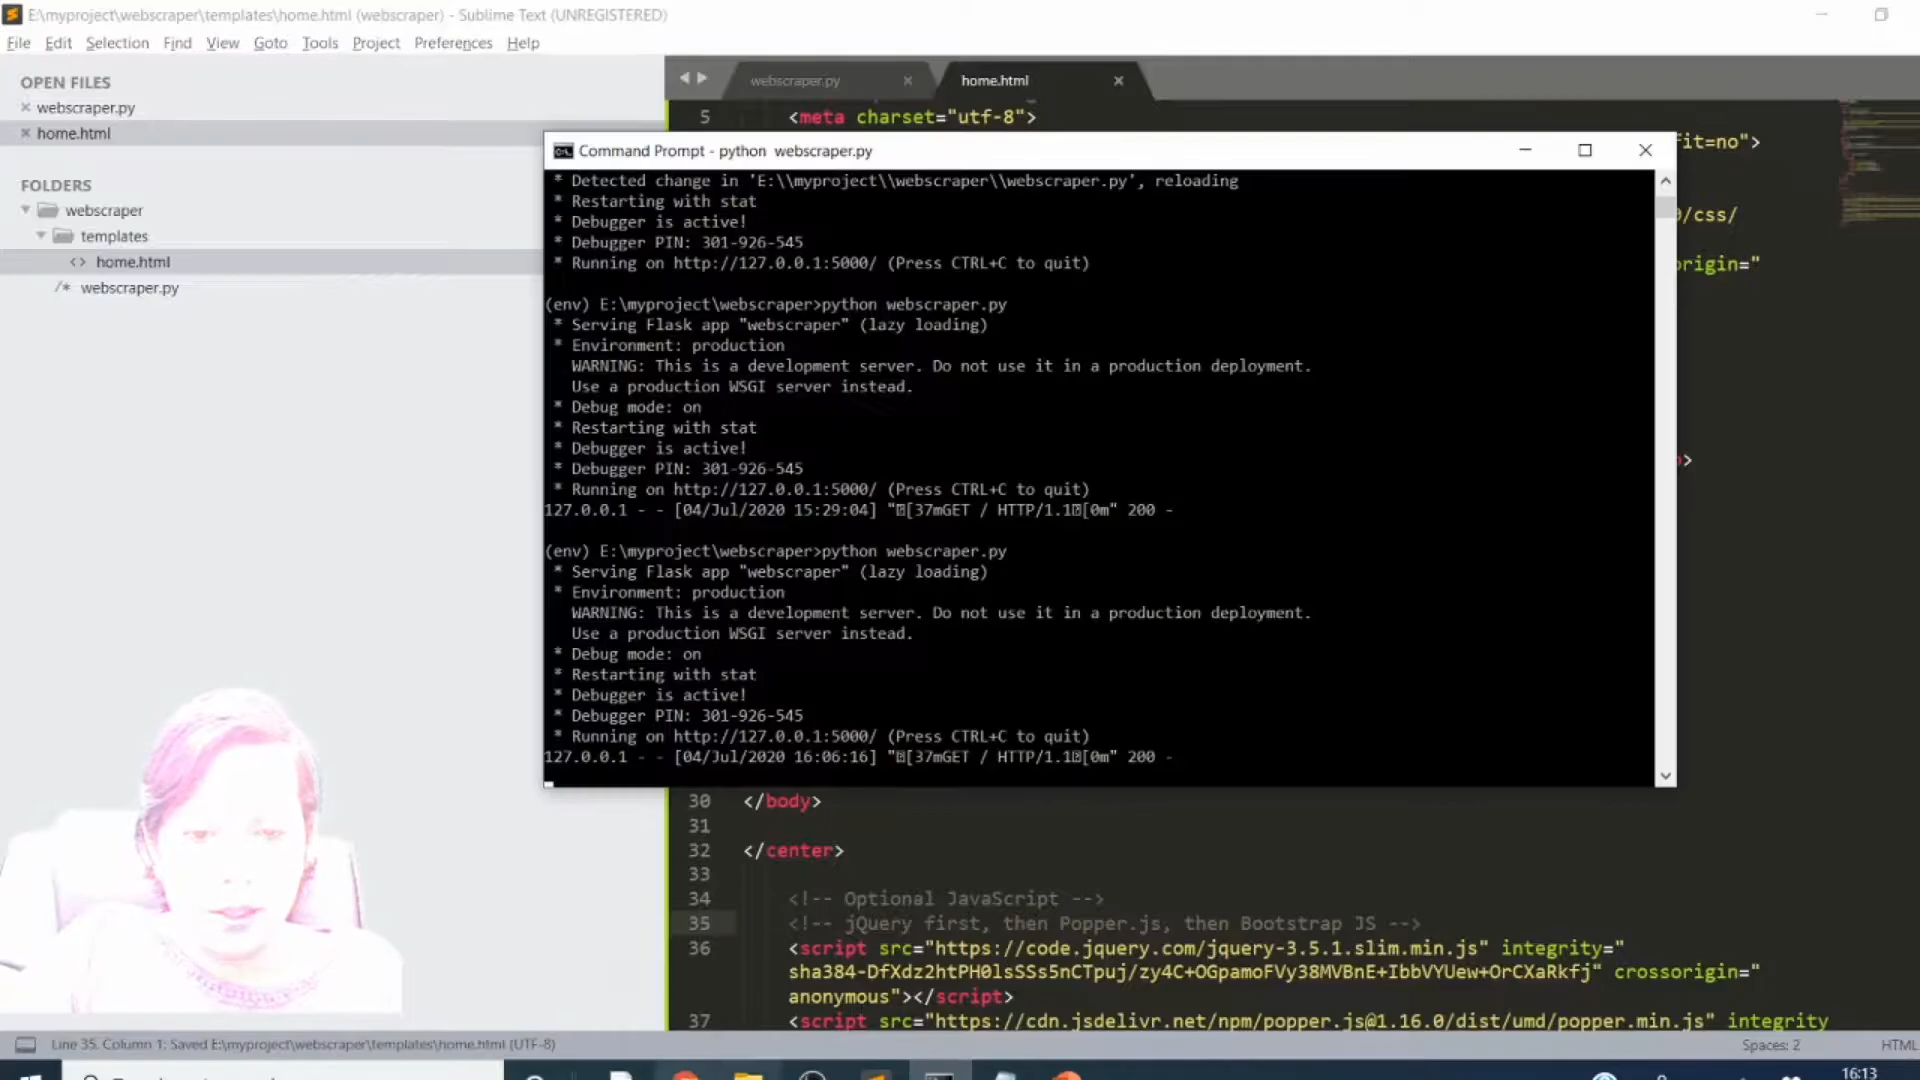 E:\myproject\webscraper\templates\home.html (webscraper) - Sublime Text (UNREGISTERED)
File Edit Selection Find View Goto Tools Project Preferences Help
OPEN FILES
webscraper.py
home.html
FOLDERS
webscraper
templates
<> home.html
/* webscraper.py
webscraper.py
home.html
5 <meta charset="utf-8">
fit=no">
/css/
origin="
>
Command Prompt - python  webscraper.py
* Detected change in 'E:\\myproject\\webscraper\\webscraper.py', reloading
* Restarting with stat
* Debugger is active!
* Debugger PIN: 301-926-545
* Running on http://127.0.0.1:5000/ (Press CTRL+C to quit)
(env) E:\myproject\webscraper>python webscraper.py
* Serving Flask app "webscraper" (lazy loading)
* Environment: production
WARNING: This is a development server. Do not use it in a production deployment.
Use a production WSGI server instead.
* Debug mode: on
* Restarting with stat
* Debugger is active!
* Debugger PIN: 301-926-545
* Running on http://127.0.0.1:5000/ (Press CTRL+C to quit)
127.0.0.1 - - [04/Jul/2020 15:29:04] "[37mGET / HTTP/1.1[0m" 200 -
(env) E:\myproject\webscraper>python webscraper.py
* Serving Flask app "webscraper" (lazy loading)
* Environment: production
WARNING: This is a development server. Do not use it in a production deployment.
Use a production WSGI server instead.
* Debug mode: on
* Restarting with stat
* Debugger is active!
* Debugger PIN: 301-926-545
* Running on http://127.0.0.1:5000/ (Press CTRL+C to quit)
127.0.0.1 - - [04/Jul/2020 16:06:16] "[37mGET / HTTP/1.1[0m" 200 -
30 </body>
31
32 </center>
33
34 <!-- Optional JavaScript -->
35 <!-- jQuery first, then Popper.js, then Bootstrap JS -->
36 <script src="https://code.jquery.com/jquery-3.5.1.slim.min.js" integrity="
sha384-DfXdz2htPH0lsSSs5nCTpuj/zy4C+OGpamoFVy38MVBnE+IbbVYUew+OrCXaRkfj" crossorigin="
anonymous"></script>
37 <script src="https://cdn.jsdelivr.net/npm/popper.js@1.16.0/dist/umd/popper.min.js" integrity
Line 35, Column 1; Saved E:\myproject\webscraper\templates\home.html (UTF-8)
Spaces: 2
HTML
16:13